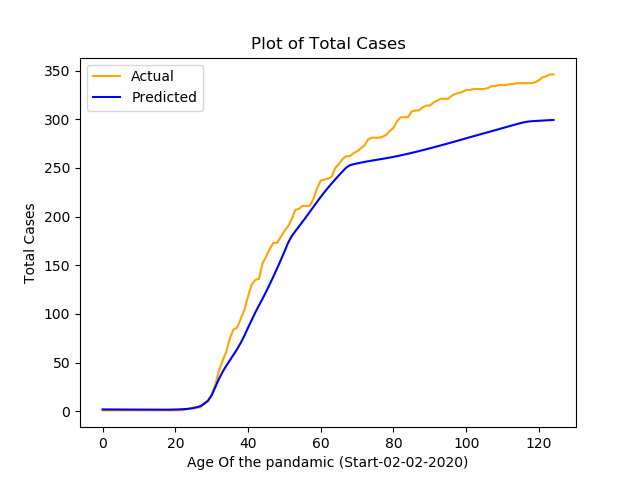 Plot of Total Cases
Actual
Predicted
350
300
250
200
150
100
50
0
Total Cases
0 20 40 60 80 100 120
Age Of the pandamic (Start-02-02-2020)